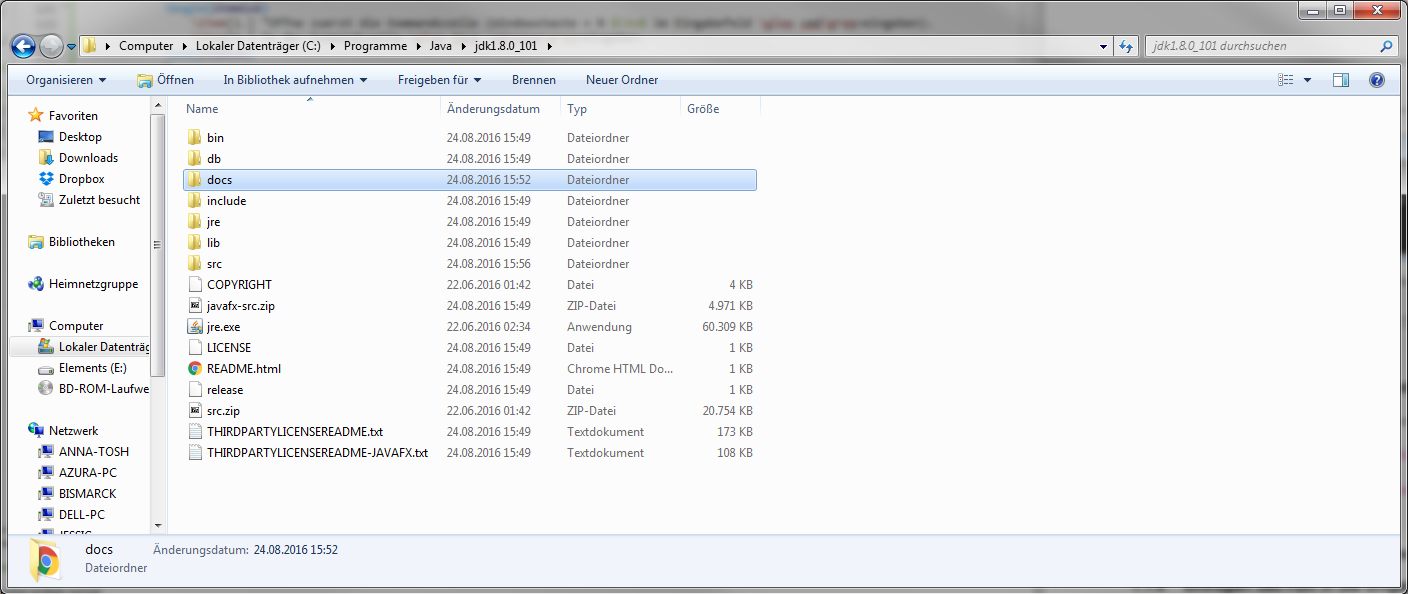 Computer Lokaler Datenträger (C:) Programme Java jdk1.8.0_101 jdk1.8.0_101 durchsuchen
Organisieren Öffnen In Bibliothek aufnehmen Freigeben für Brennen Neuer Ordner
Name Änderungsdatum Typ Größe
Favoriten
Desktop
Downloads
Dropbox
Zuletzt besucht
Bibliotheken
Heimnetzgruppe
Computer
Lokaler Datenträg
Elements (E:)
BD-ROM-Laufwe
Netzwerk
ANNA-TOSH
AZURA-PC
BISMARCK
DELL-PC
bin 24.08.2016 15:49 Dateiordner
db 24.08.2016 15:49 Dateiordner
docs 24.08.2016 15:52 Dateiordner
include 24.08.2016 15:49 Dateiordner
jre 24.08.2016 15:49 Dateiordner
lib 24.08.2016 15:49 Dateiordner
src 24.08.2016 15:56 Dateiordner
COPYRIGHT 22.06.2016 01:42 Datei 4 KB
javafx-src.zip 24.08.2016 15:49 ZIP-Datei 4.971 KB
jre.exe 22.06.2016 02:34 Anwendung 60.309 KB
LICENSE 24.08.2016 15:49 Datei 1 KB
README.html 24.08.2016 15:49 Chrome HTML Do... 1 KB
release 24.08.2016 15:49 Datei 1 KB
src.zip 22.06.2016 01:42 ZIP-Datei 20.754 KB
THIRDPARTYLICENSEREADME.txt 24.08.2016 15:49 Textdokument 173 KB
THIRDPARTYLICENSEREADME-JAVAFX.txt 24.08.2016 15:49 Textdokument 108 KB
docs Änderungsdatum: 24.08.2016 15:52
Dateiordner